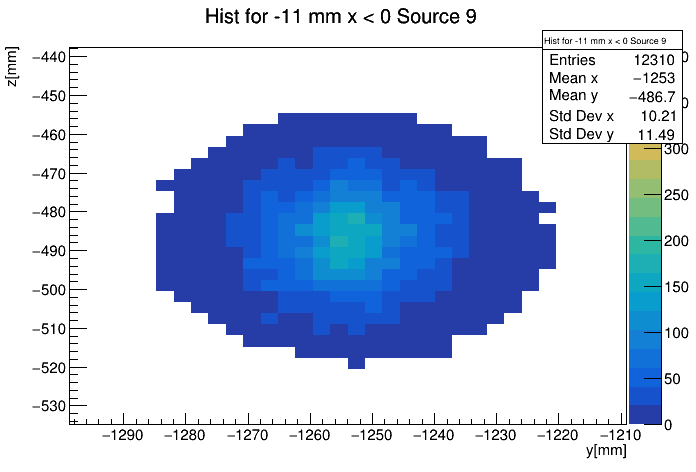 Hist for -11 mm x < 0 Source 9
z[mm]
−440
−450
−460
−470
−480
−490
−500
−510
−520
−530
−1290
−1280
−1270
−1260
−1250
−1240
−1230
−1220
−1210
y[mm]
Hist for -11 mm x < 0 Source 9
Entries 12310
Mean x −1253
Mean y −486.7
Std Dev x 10.21
Std Dev y 11.49
300
250
200
150
100
50
0